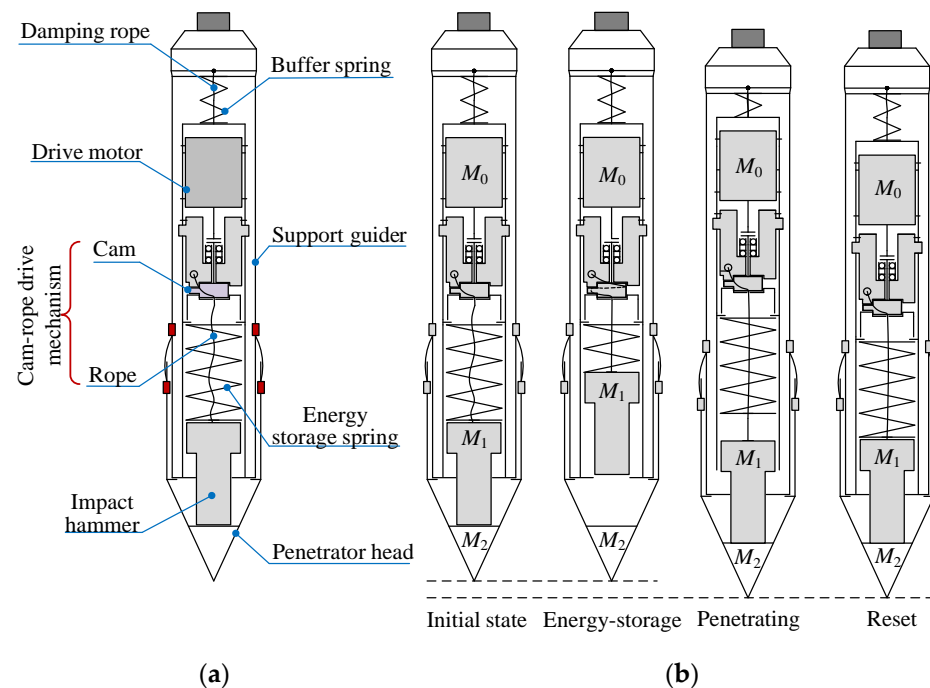 Damping rope
Buffer spring
Drive motor
Cam
Support guider
Cam-rope drive
mechanism
Rope
Energy
storage spring
Impact
hammer
Penetrator head
M0 M0 M0 M0
M1 M1 M1 M1
M2 M2 M2 M2
Initial state Energy-storage Penetrating Reset
(a) (b)